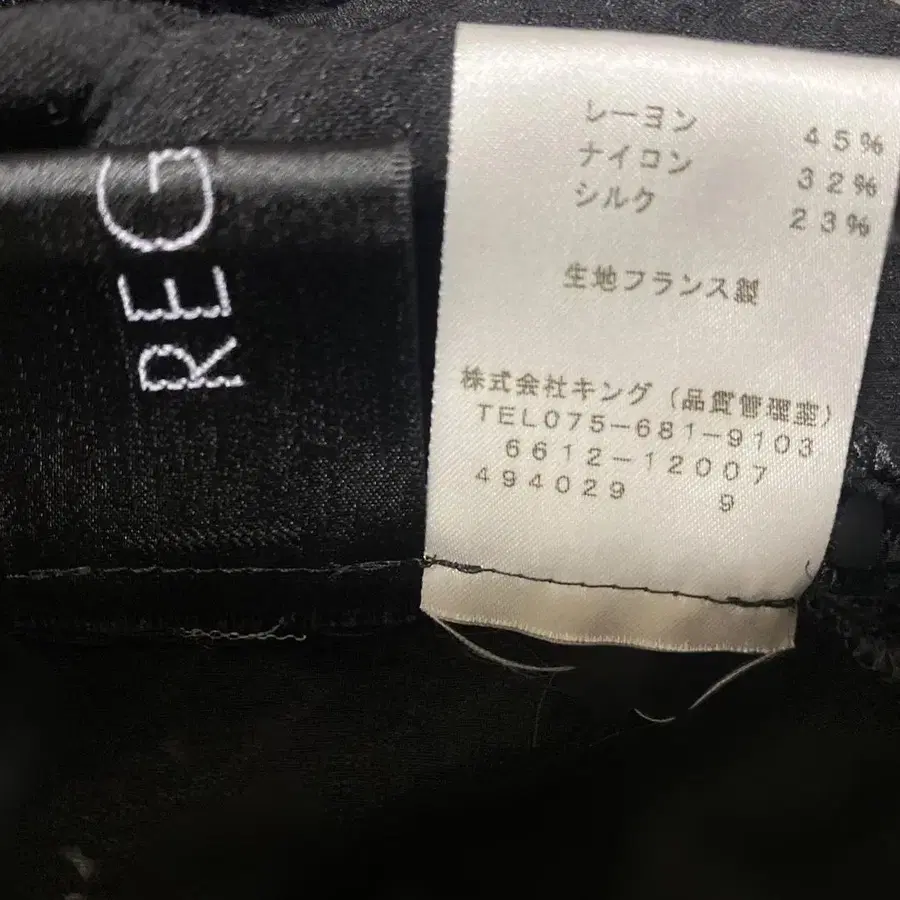 REG
レーヨン 45%
ナイロン 32%
シルク 23%
生地フランス製
株式会社キング(品質管理室)
TEL075-681-9103
6612-12007
494029 9